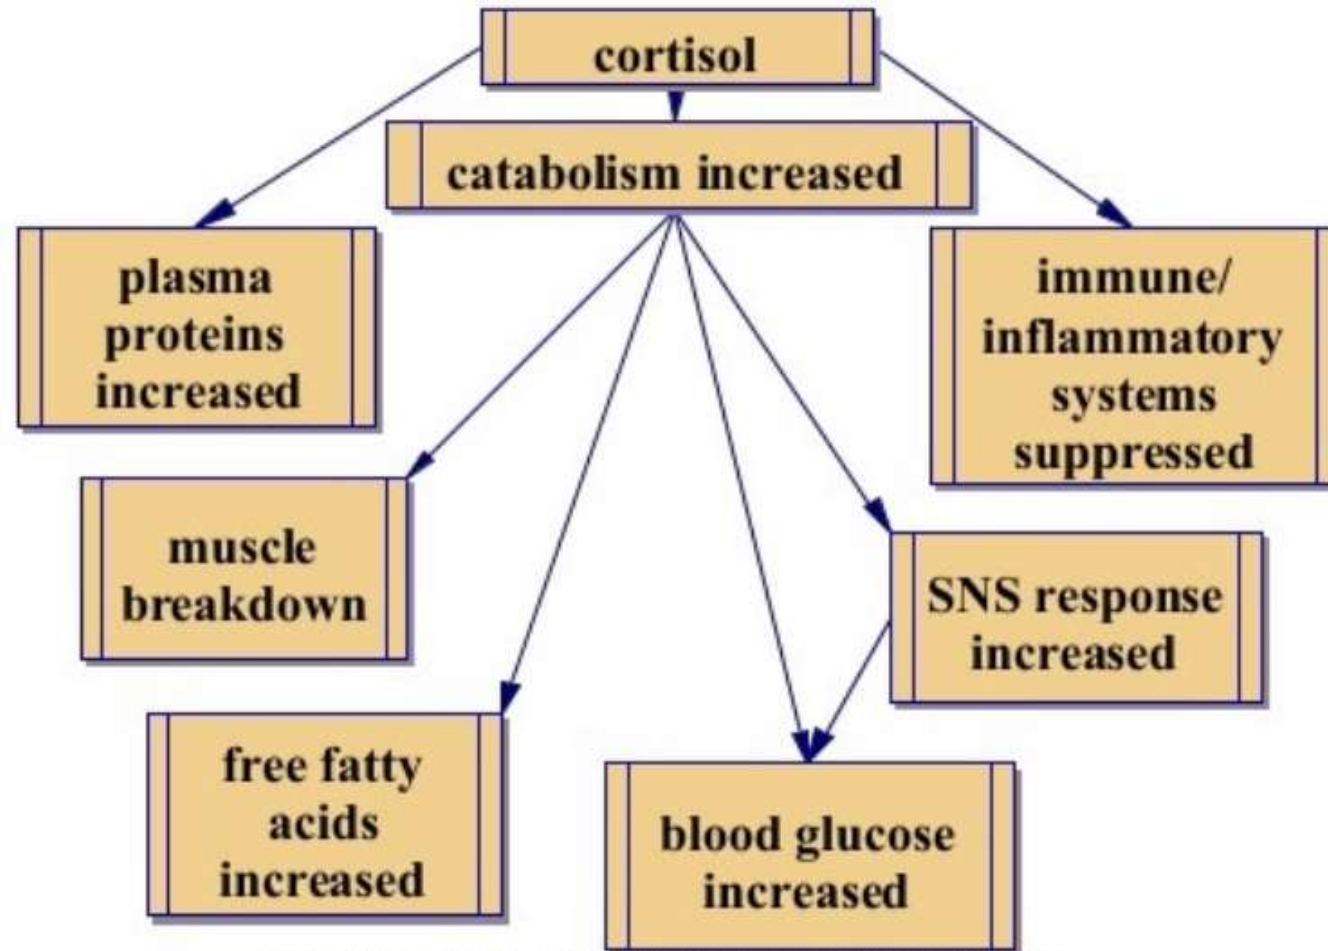 cortisol
catabolism increased
plasma
proteins
increased
immune/
inflammatory
systems
suppressed
muscle
breakdown
SNS response
increased
free fatty
acids
increased
blood glucose
increased